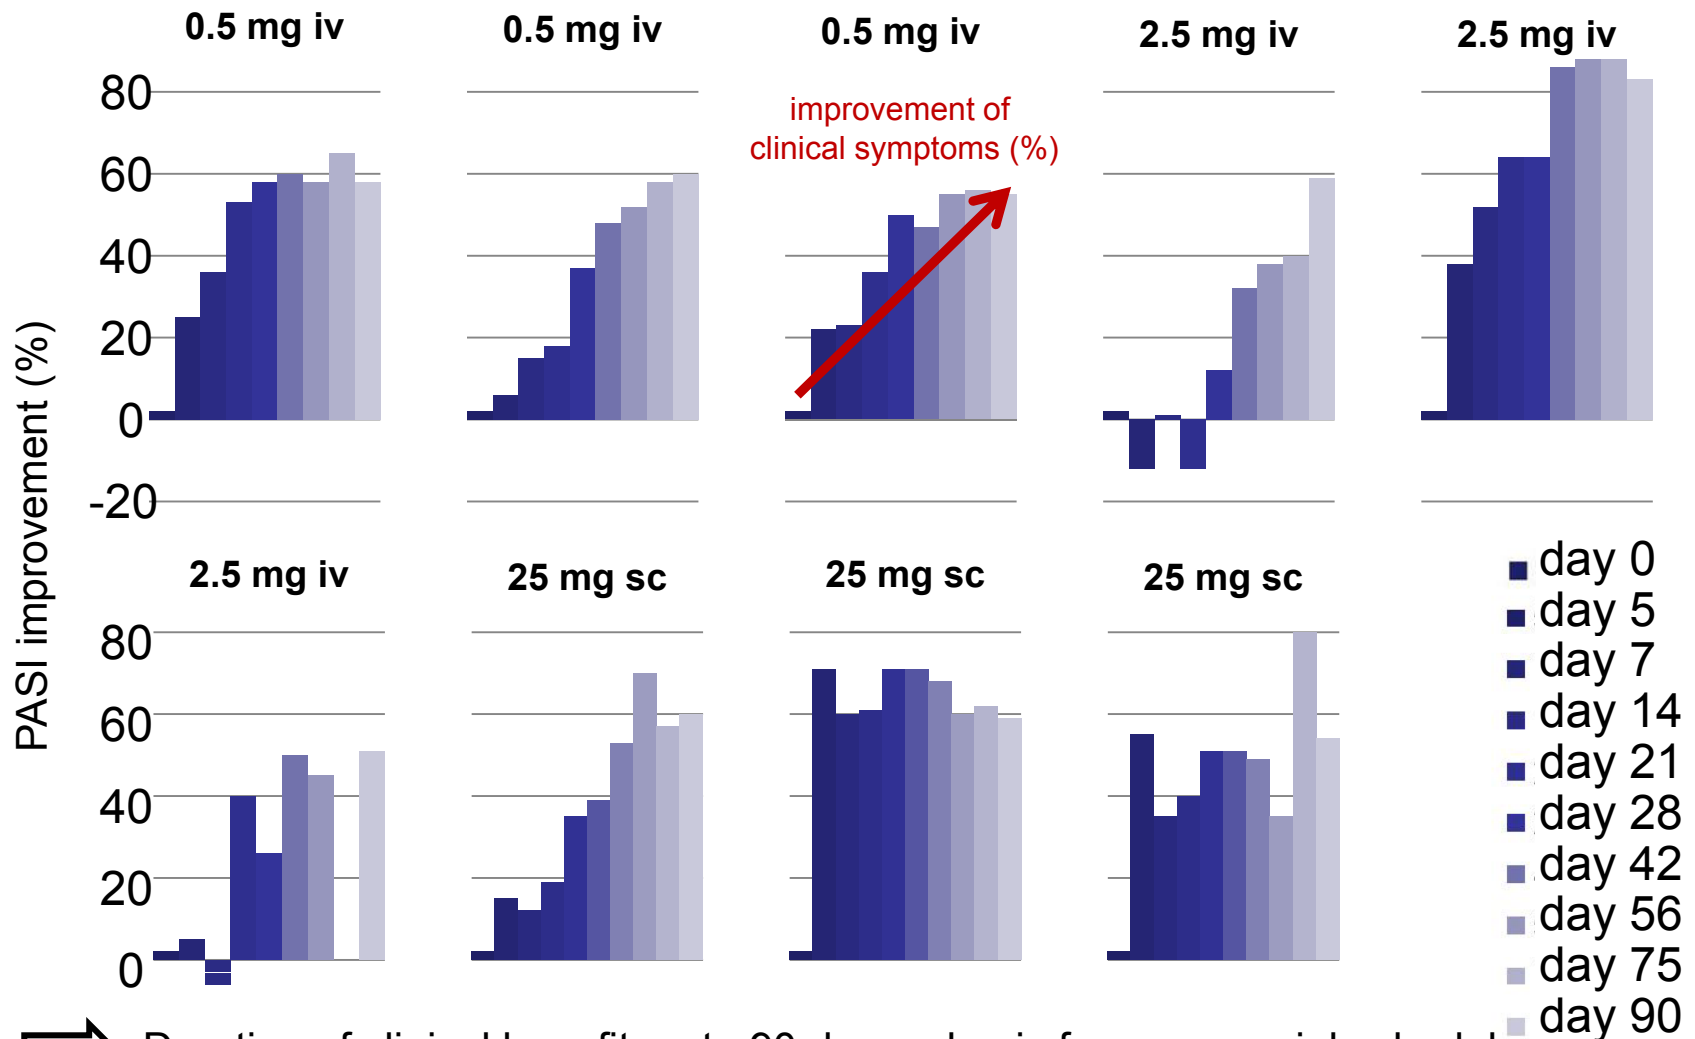 0.5 mg iv
0.5 mg iv
0.5 mg iv
2.5 mg iv
2.5 mg iv
improvement of
clinical symptoms (%)
80
60
40
20
0
-20
PASI improvement (%)
2.5 mg iv
25 mg sc
25 mg sc
25 mg sc
80
60
40
20
0
day 0
day 5
day 7
day 14
day 21
day 28
day 42
day 56
day 75
day 90